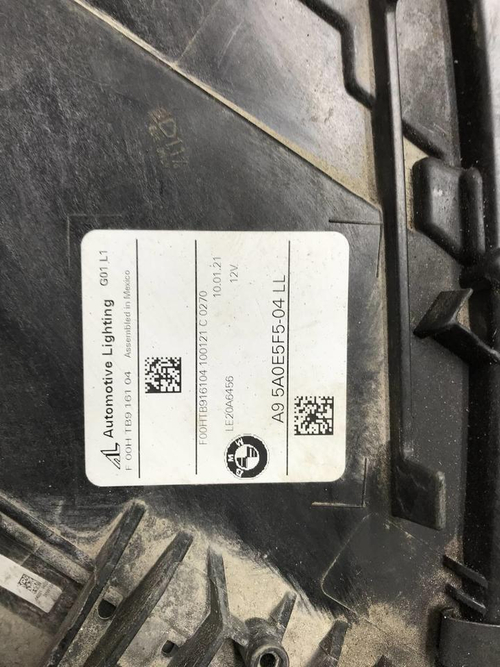 AL Automotive Lighting G01 L1
F 00H TB9 161 04 Assembled in Mexico
F00HTB916104 100121 C 0270
10.01.21
LE20A6456 12V
BMW
A9 5A0E5F5-04 LL